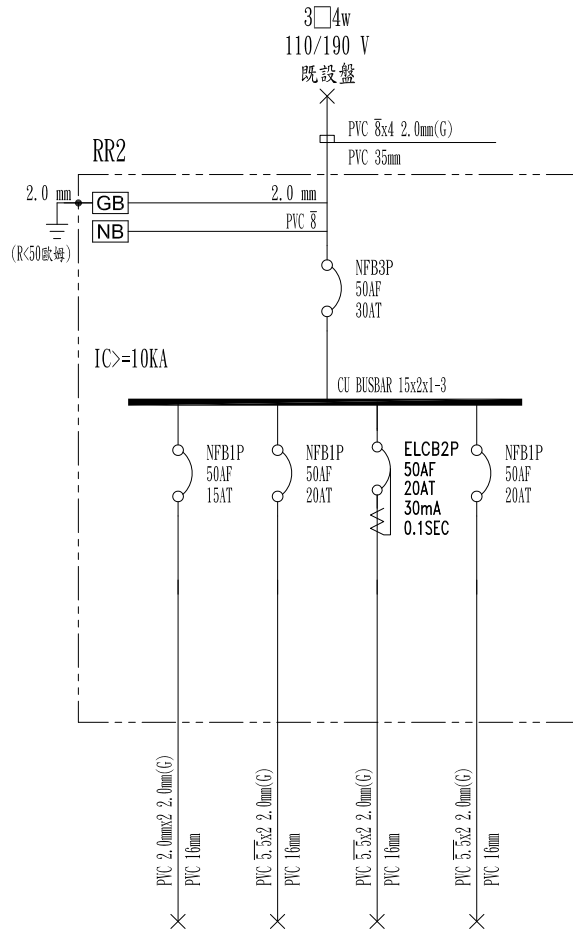 3□4w
110/190 V
既設盤
PVC 8x4 2.0mm(G)
PVC 35mm
RR2
2.0 mm
GB
2.0 mm
NB
PVC 8
(R<50歐姆)
NFB3P
50AF
30AT
IC>=10KA
CU BUSBAR 15x2x1-3
NFB1P
50AF
15AT
NFB1P
50AF
20AT
ELCB2P
50AF
20AT
30mA
0.1SEC
NFB1P
50AF
20AT
PVC 2.0mmx2 2.0mm(G)
PVC 16mm
PVC 5.5x2 2.0mm(G)
PVC 16mm
PVC 5.5x2 2.0mm(G)
PVC 16mm
PVC 5.5x2 2.0mm(G)
PVC 16mm